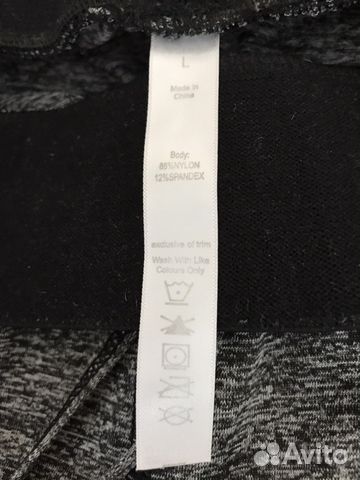 L
Made In
China
Body:
88%NYLON
12%SPANDEX
exclusive of trim
Wash With Like
Colours Only
Avito